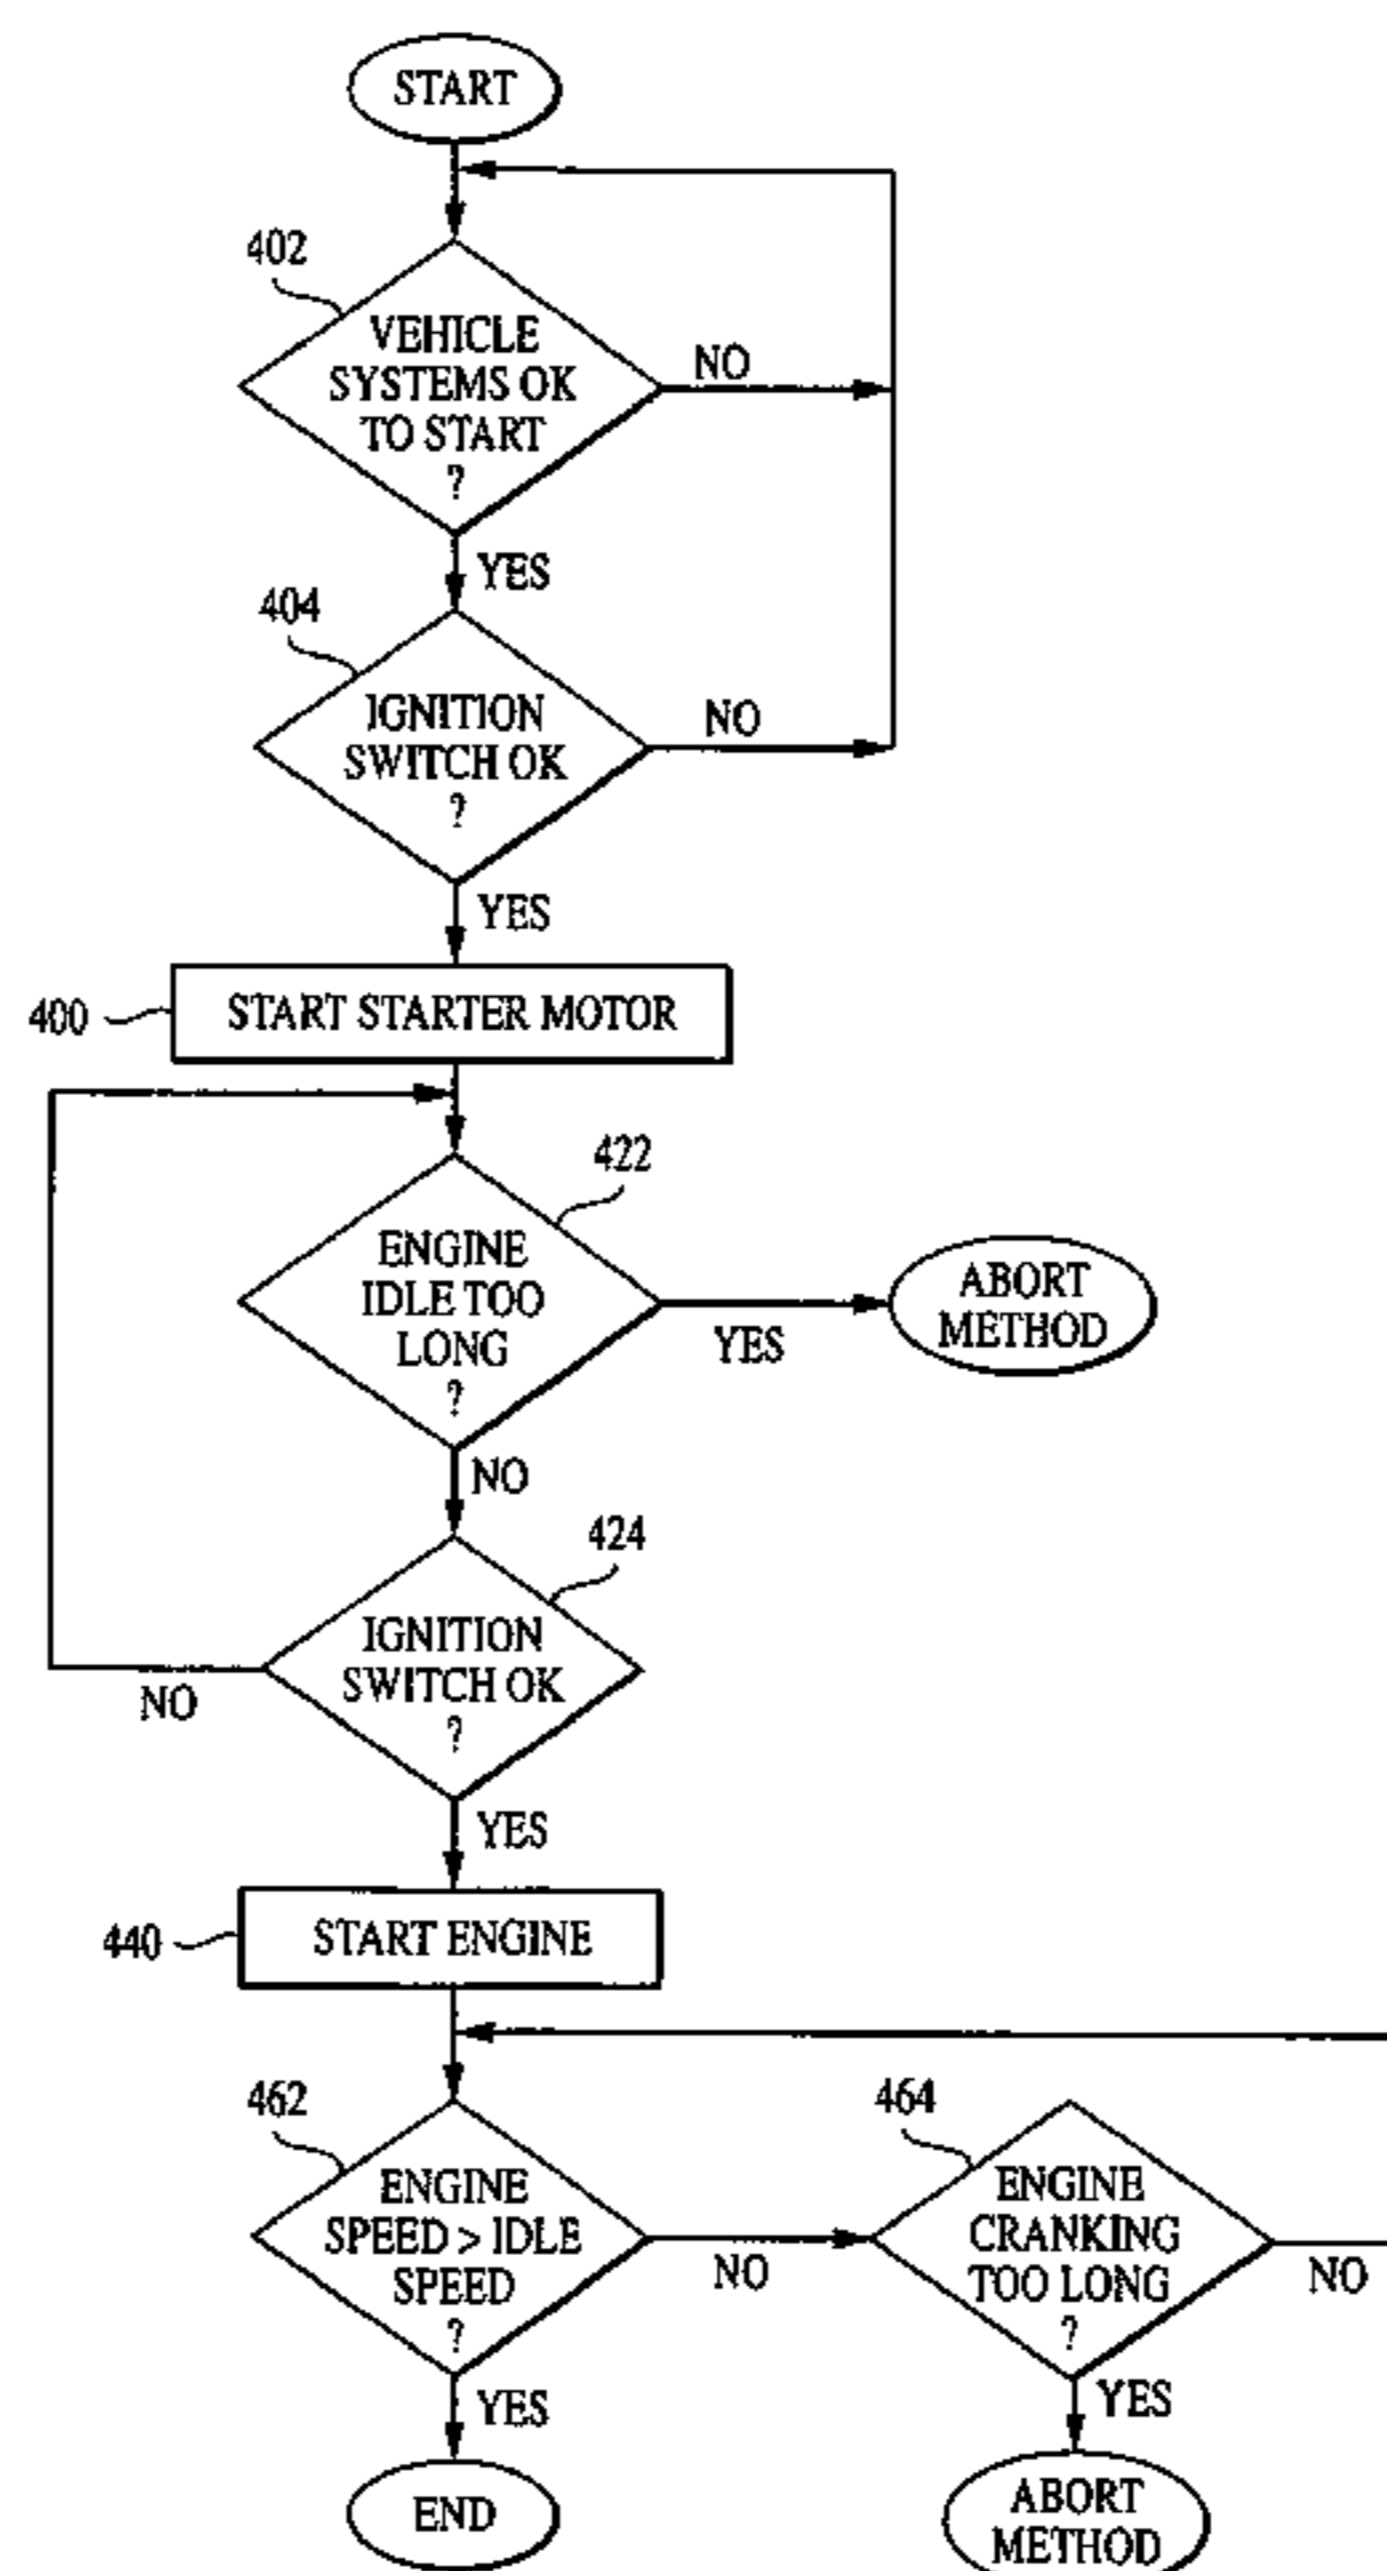 START
402
VEHICLE
SYSTEMS OK
TO START
?
NO
YES
404
IGNITION
SWITCH OK
?
NO
YES
400
START STARTER MOTOR
422
ENGINE
IDLE TOO
LONG
?
YES
ABORT
METHOD
NO
424
IGNITION
SWITCH OK
?
NO
YES
440
START ENGINE
462
ENGINE
SPEED > IDLE
SPEED
?
NO
464
ENGINE
CRANKING
TOO LONG
?
NO
YES
END
YES
ABORT
METHOD